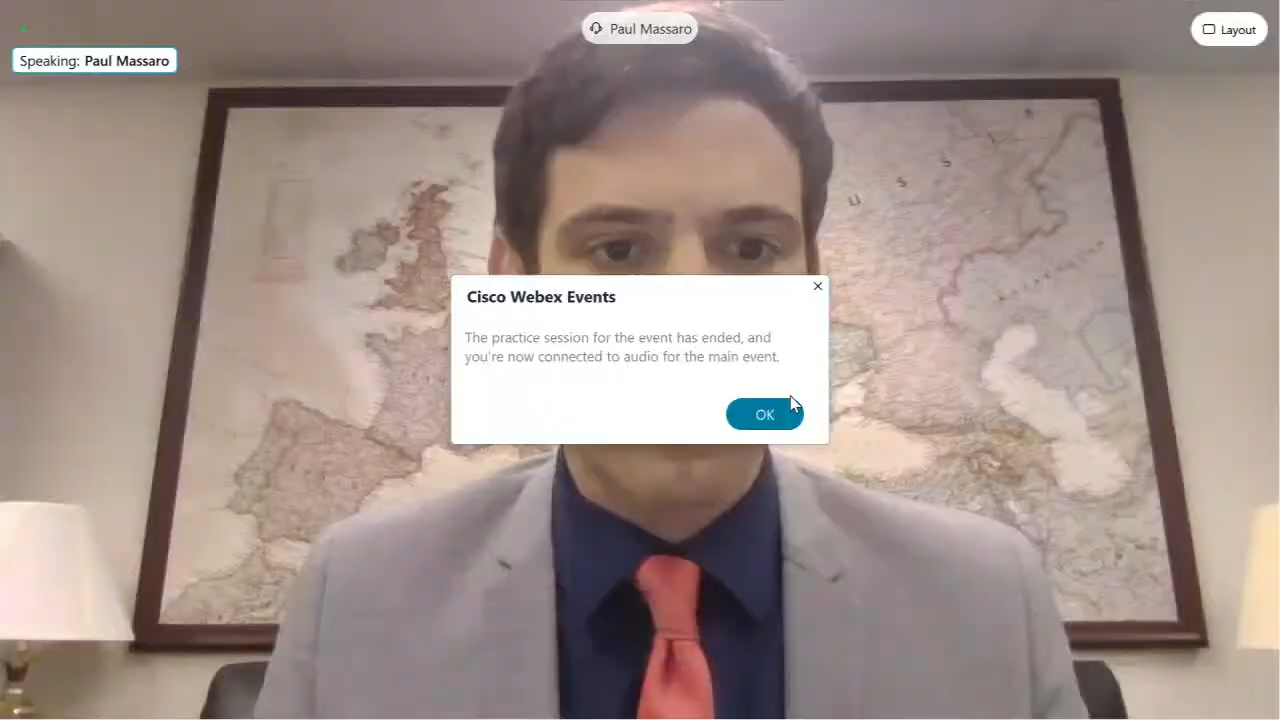 Paul Massaro
Layout
Speaking: Paul Massaro
U S S R
Cisco Webex Events
The practice session for the event has ended, and
you're now connected to audio for the main event.
OK